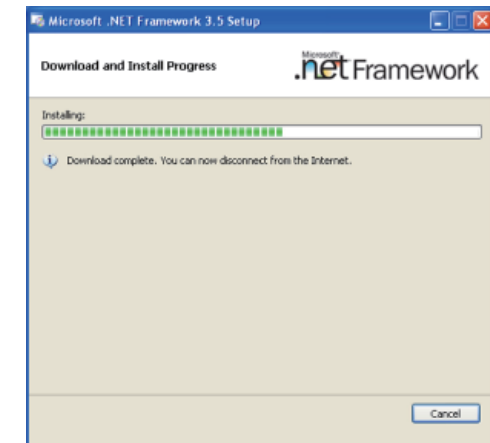 Microsoft .NET Framework 3.5 Setup
Download and Install Progress
Microsoft
.net Framework
Installing:
Download complete. You can now disconnect from the Internet.
Cancel